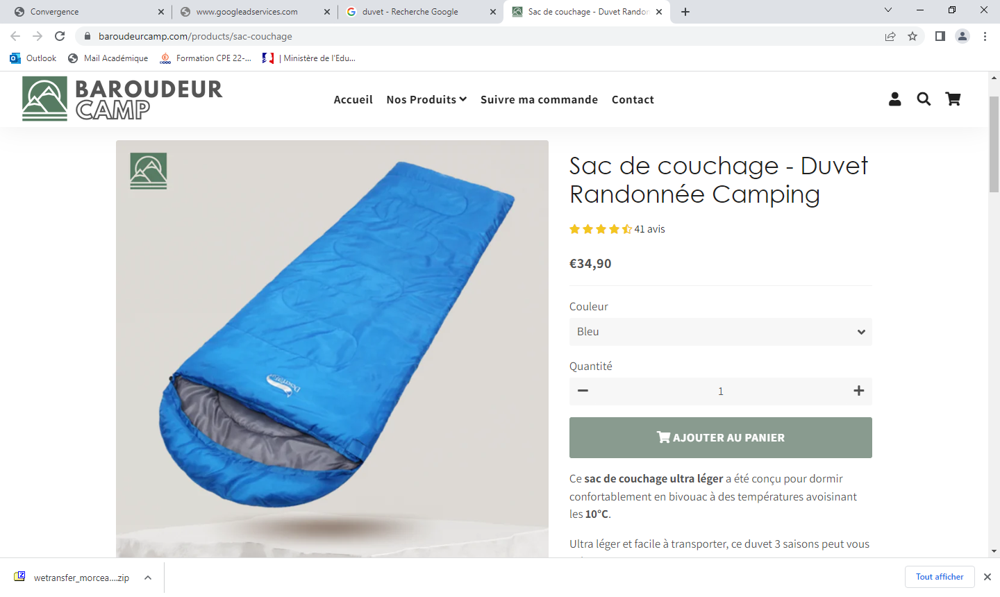 Convergence
www.googleadservices.com
duvet - Recherche Google
Sac de couchage - Duvet Randon
baroudeurcamp.com/products/sac-couchage
Outlook
Mail Académique
Formation CPE 22-...
| Ministère de l'Edu...
BAROUDEUR
CAMP
Accueil
Nos Produits
Suivre ma commande
Contact
Sac de couchage - Duvet
Randonnée Camping
41 avis
€34,90
Couleur
Bleu
Quantité
1
AJOUTER AU PANIER
Ce sac de couchage ultra léger a été conçu pour dormir
confortablement en bivouac à des températures avoisinant
les 10°C.
Ultra léger et facile à transporter, ce duvet 3 saisons peut vous
wetransfer_morcea....zip
Tout afficher